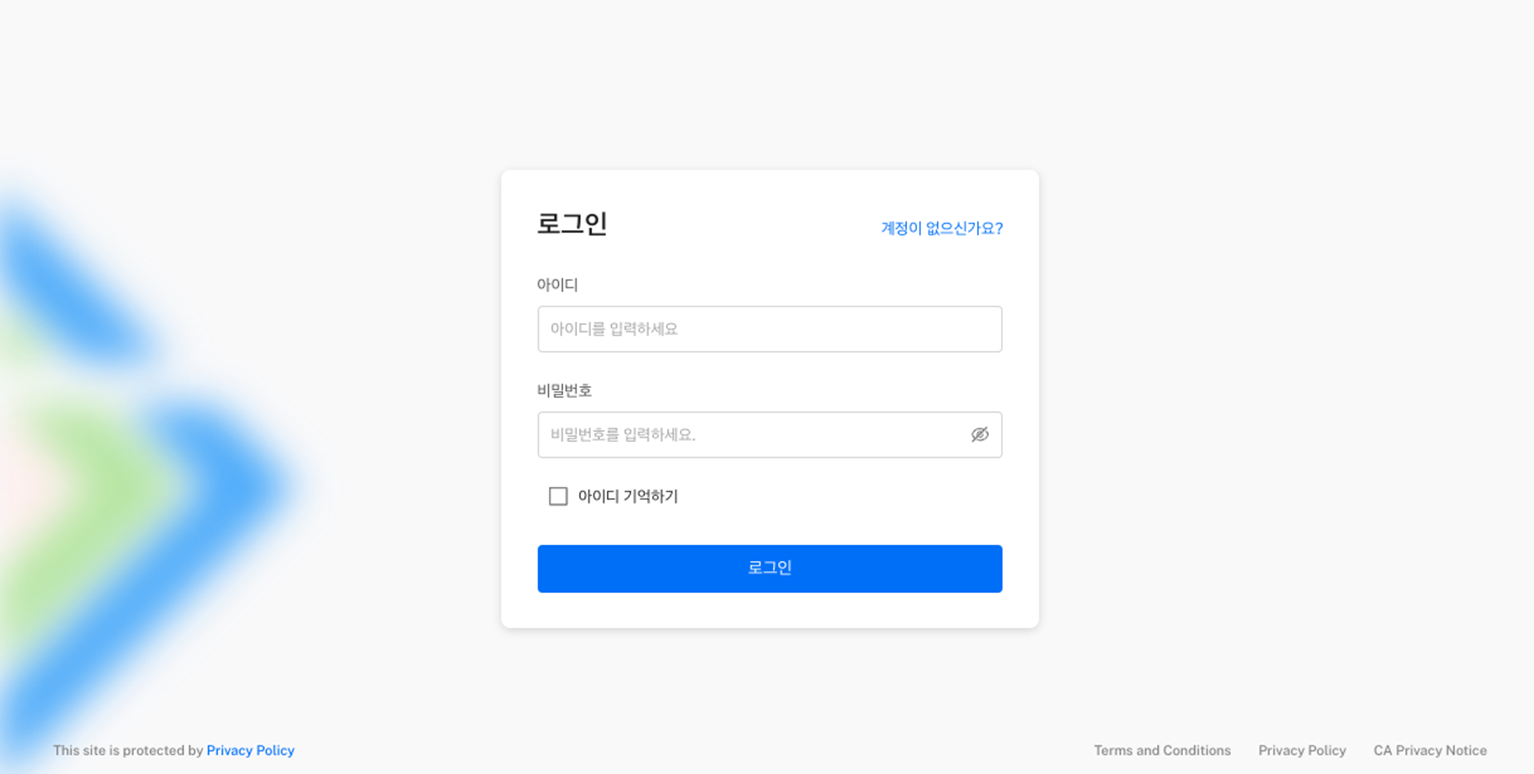 로그인
계정이 없으신가요?
아이디
아이디를 입력하세요
비밀번호
비밀번호를 입력하세요.
아이디 기억하기
로그인
This site is protected by Privacy Policy
Terms and Conditions
Privacy Policy
CA Privacy Notice